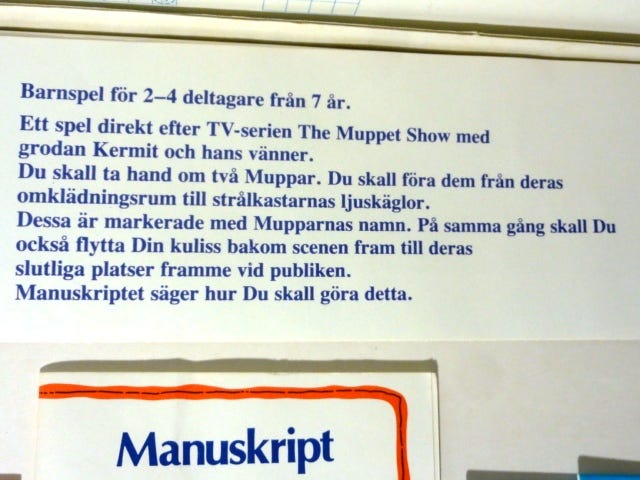 Barnspel för 2–4 deltagare från 7 år.
Ett spel direkt efter TV-serien The Muppet Show med
grodan Kermit och hans vänner.
Du skall ta hand om två Muppar. Du skall föra dem från deras
omklädningsrum till strålkastarnas ljuskäglor.
Dessa är markerade med Mupparnas namn. På samma gång skall Du
också flytta Din kuliss bakom scenen fram till deras
slutliga platser framme vid publiken.
Manuskriptet säger hur Du skall göra detta.
Manuskript